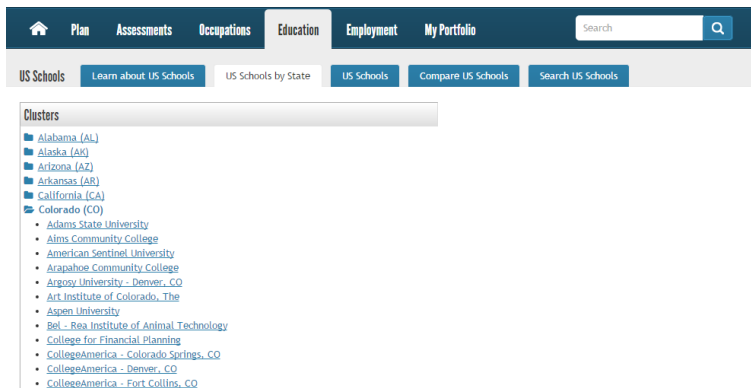 Plan Assessments Occupations Education Employment My Portfolio Search
US Schools Learn about US Schools US Schools by State US Schools Compare US Schools Search US Schools
Clusters
Alabama (AL)
Alaska (AK)
Arizona (AZ)
Arkansas (AR)
California (CA)
Colorado (CO)
• Adams State University
• Aims Community College
• American Sentinel University
• Arapahoe Community College
• Argosy University - Denver, CO
• Art Institute of Colorado, The
• Aspen University
• Bel - Rea Institute of Animal Technology
• College for Financial Planning
• CollegeAmerica - Colorado Springs, CO
• CollegeAmerica - Denver, CO
• CollegeAmerica - Fort Collins, CO